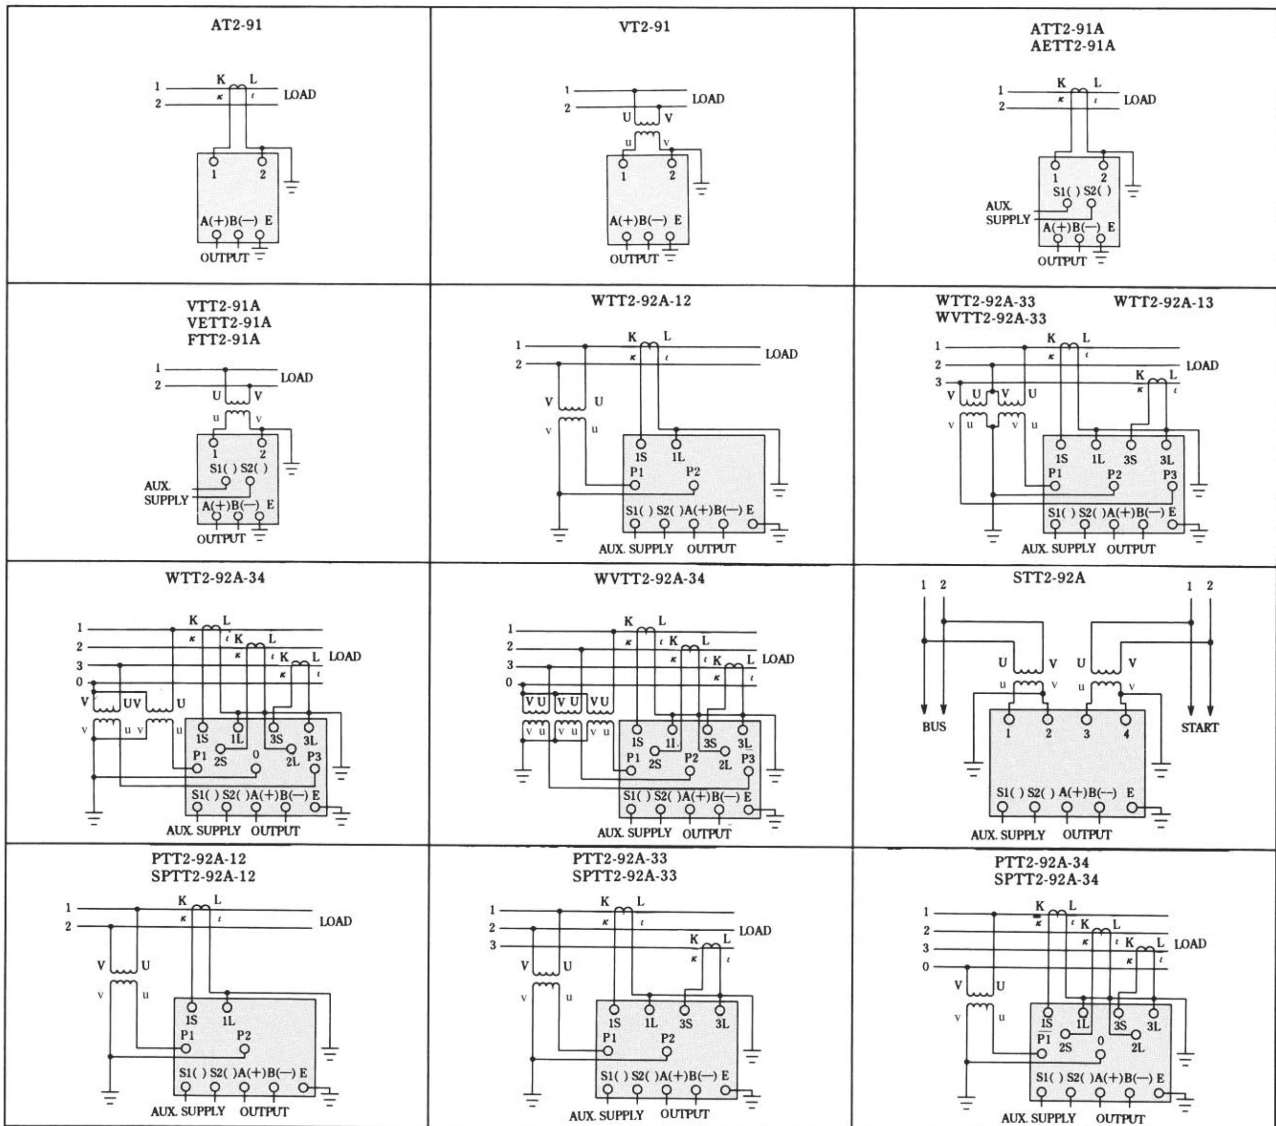 AT2-91
K L
1
κ ι
LOAD
2
1 2
A(+) B(—) E
OUTPUT
VT2-91
1
2
LOAD
U V
u v
1 2
A(+) B(—) E
OUTPUT
ATT2-91A
AETT2-91A
K L
1
κ ι
LOAD
2
1 2
S1( ) S2( )
AUX.
SUPPLY
A(+) B(—) E
OUTPUT
VTT2-91A
VETT2-91A
FTT2-91A
1
2
LOAD
U V
u v
1 2
S1( ) S2( )
AUX.
SUPPLY
A(+) B(—) E
OUTPUT
WTT2-92A-12
K L
1
κ ι
LOAD
2
V U
v u
1S 1L
P1 P2
S1( ) S2( ) A(+) B(—) E
AUX. SUPPLY OUTPUT
WTT2-92A-33 WTT2-92A-13
WVTT2-92A-33
K L
1
κ ι
LOAD
2
K L
3
κ ι
V U V U
v u v u
1S 1L 3S 3L
P1 P2 P3
S1( ) S2( ) A(+) B(—) E
AUX. SUPPLY OUTPUT
WTT2-92A-34
K L
1
κ ι
K L
2
κ ι
K L
3
LOAD
κ ι
0
V U V U
v u v u
1S 1L 3S 3L
2S 2L
P1 0 P3
S1( ) S2( ) A(+) B(—) E
AUX. SUPPLY OUTPUT
WVTT2-92A-34
K L
1
κ ι
K L
2
κ ι
K L
3
LOAD
κ ι
0
V U V U V U
v u v u v u
1S 1L 3S 3L
2S 2L
P1 P2 P3
S1( ) S2( ) A(+) B(—) E
AUX. SUPPLY OUTPUT
STT2-92A
1 2 1 2
U V U V
u v u v
BUS START
1 2 3 4
S1( ) S2( ) A(+) B(--) E
AUX. SUPPLY OUTPUT
PTT2-92A-12
SPTT2-92A-12
K L
1
κ ι
LOAD
2
V U
v u
1S 1L
P1 P2
S1( ) S2( ) A(+) B(—) E
AUX. SUPPLY OUTPUT
PTT2-92A-33
SPTT2-92A-33
K L
1
κ ι
2
LOAD
K L
3
κ ι
V U
v u
1S 1L 3S 3L
P1 P2
S1( ) S2( ) A(+) B(—) E
AUX. SUPPLY OUTPUT
PTT2-92A-34
SPTT2-92A-34
K L
1
κ ι
K L
2
κ ι
K L
3
LOAD
κ ι
0
V U
v u
1S 1L 3S 3L
2S 2L
P1 0
S1( ) S2( ) A(+) B(—) E
AUX. SUPPLY OUTPUT